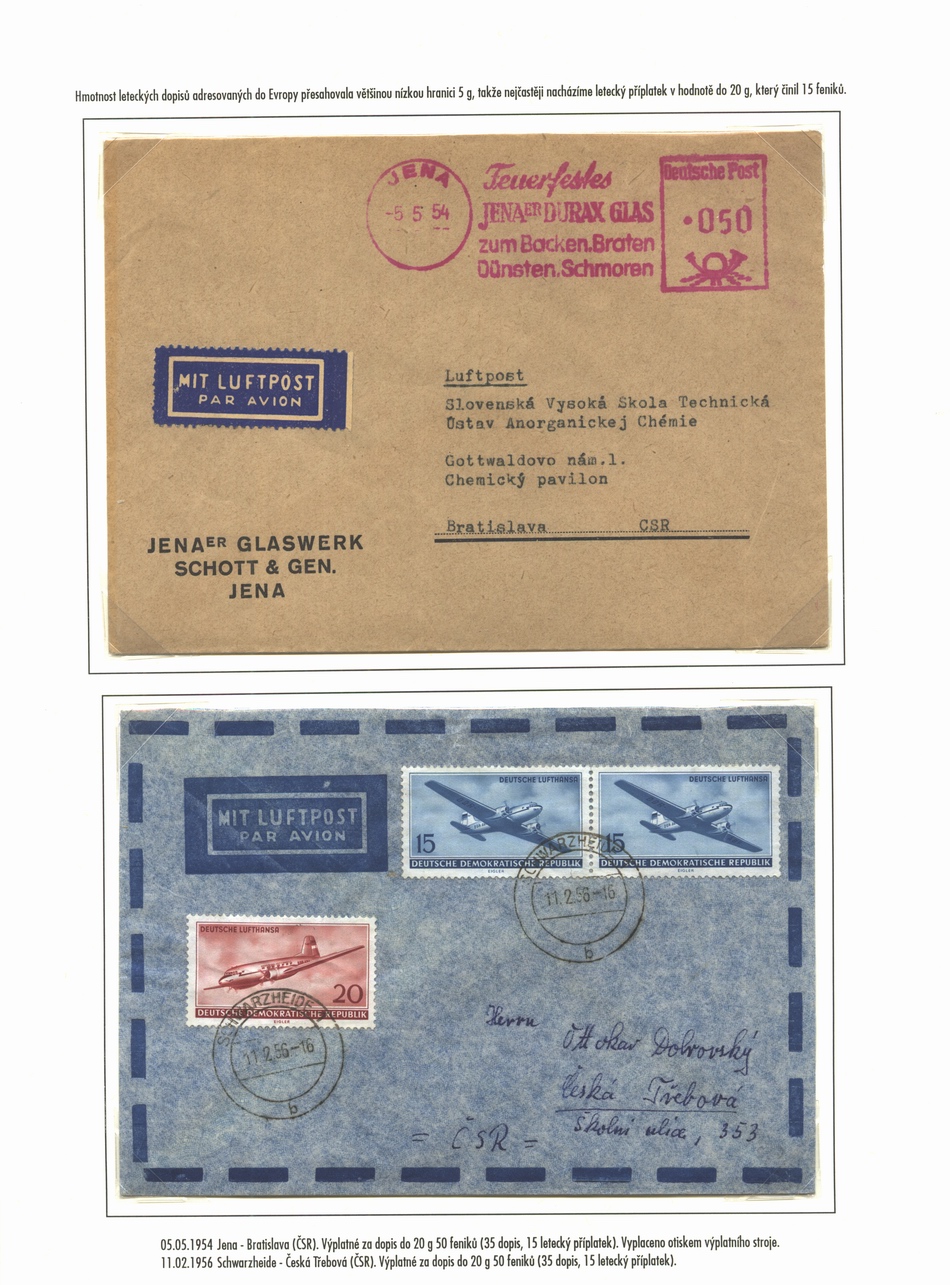 Hmotnost leteckých dopisů adresovaných do Evropy přesahovala většinou nízkou hranici 5 g, takže nejčastěji nacházíme letecký příplatek v hodnotě do 20 g, který činil 15 feniků.
JENA
-5 5 54
Feuerfestes
JENAER DURAX GLAS
zum Backen, Braten
Dünsten, Schmoren
Deutsche Post
050
MIT LUFTPOST
PAR AVION
Luftpost
Slovenská Vysoká Skola Technická
Ústav Anorganickej Chémie
Gottwaldovo nám.1.
Chemický pavilon
Bratislava ČSR
JENAER GLASWERK
SCHOTT & GEN.
JENA
MIT LUFTPOST
PAR AVION
DEUTSCHE LUFTHANSA
15
DEUTSCHE DEMOKRATISCHE REPUBLIK
EIGLER
DEUTSCHE LUFTHANSA
15
DEUTSCHE DEMOKRATISCHE REPUBLIK
EIGLER
SCHWARZHEIDE
11.2.56-16
b
DEUTSCHE LUFTHANSA
20
DEUTSCHE DEMOKRATISCHE REPUBLIK
EIGLER
SCHWARZHEIDE
11.2.56-16
b
Herrn
Ottokar Dobrovský
Česká Třebová
Školní ulice, 353
= ČSR =
05.05.1954 Jena - Bratislava (ČSR). Výplatné za dopis do 20 g 50 feniků (35 dopis, 15 letecký příplatek). Vyplaceno otiskem výplatního stroje.
11.02.1956 Schwarzheide - Česká Třebová (ČSR). Výplatné za dopis do 20 g 50 feniků (35 dopis, 15 letecký příplatek).